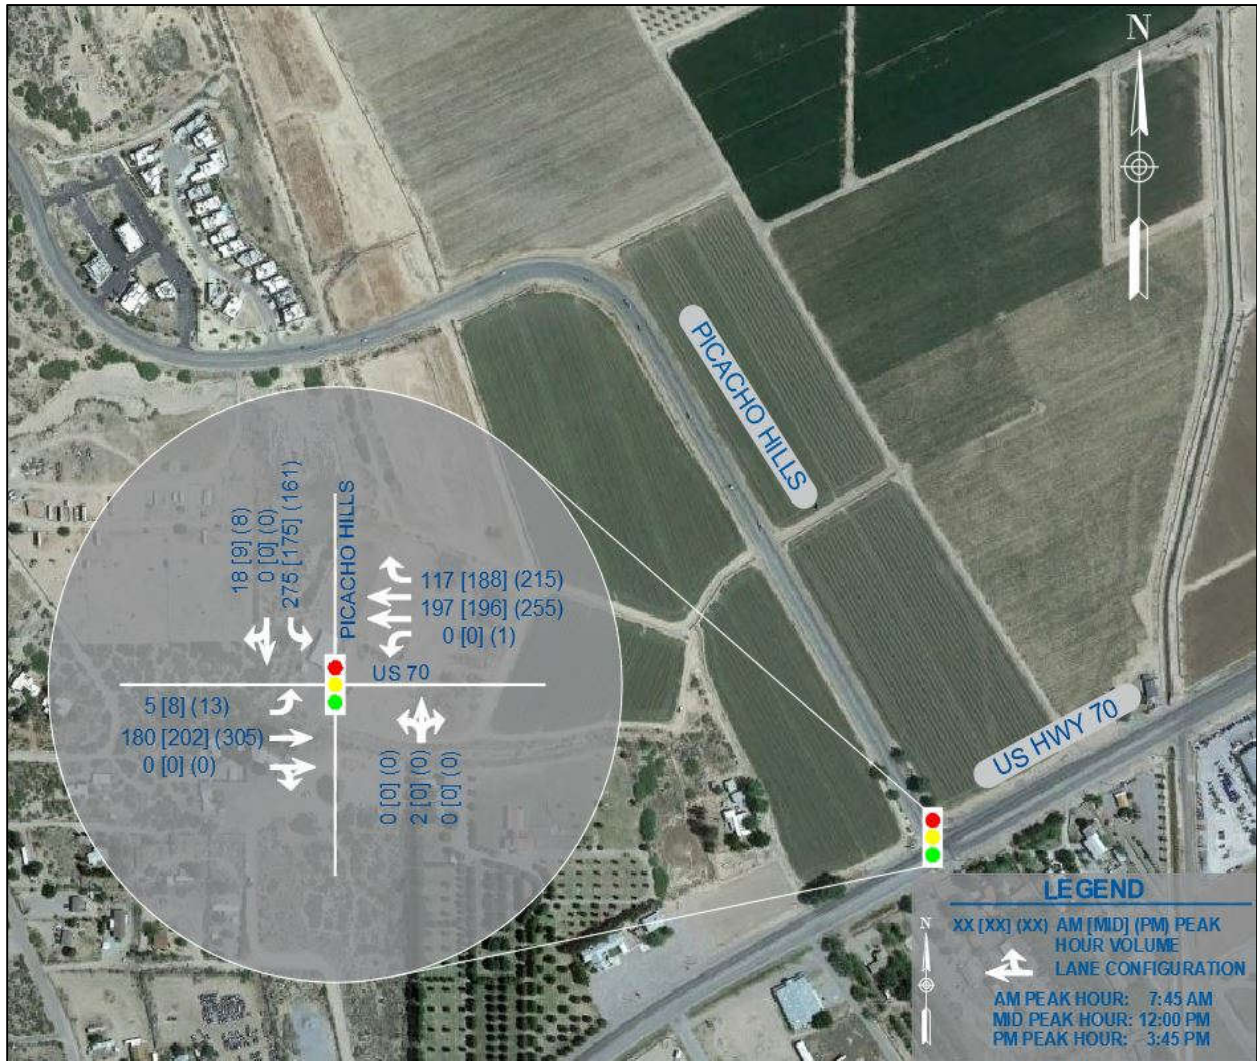 N
PICACHO HILLS
18 [9] (8)
0 [0] (0)
275 [175] (161)
PICACHO HILLS
117 [188] (215)
197 [196] (255)
0 [0] (1)
US 70
5 [8] (13)
180 [202] (305)
0 [0] (0)
0 [0] (0)
2 [0] (0)
0 [0] (0)
US HWY 70
LEGEND
N
XX [XX] (XX) AM [MID] (PM) PEAK
HOUR VOLUME
LANE CONFIGURATION
AM PEAK HOUR: 7:45 AM
MID PEAK HOUR: 12:00 PM
PM PEAK HOUR: 3:45 PM